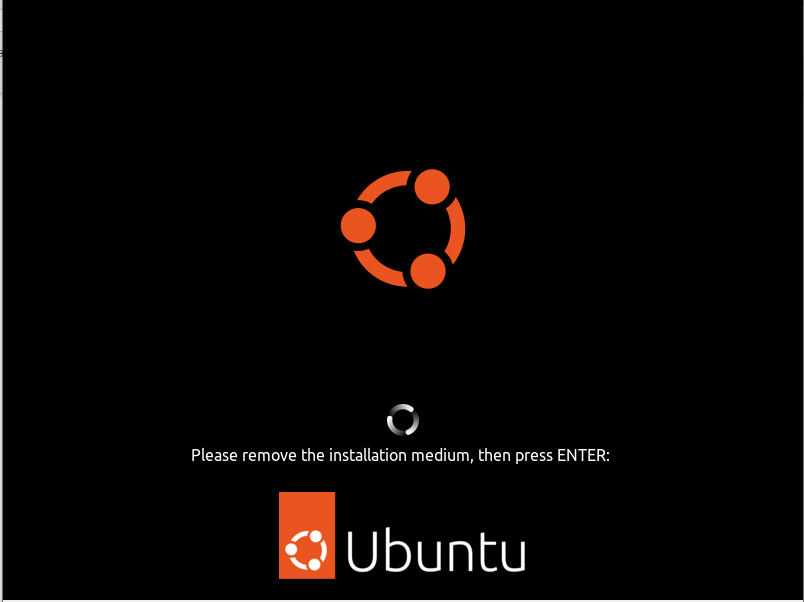 Please remove the installation medium, then press ENTER:
Ubuntu